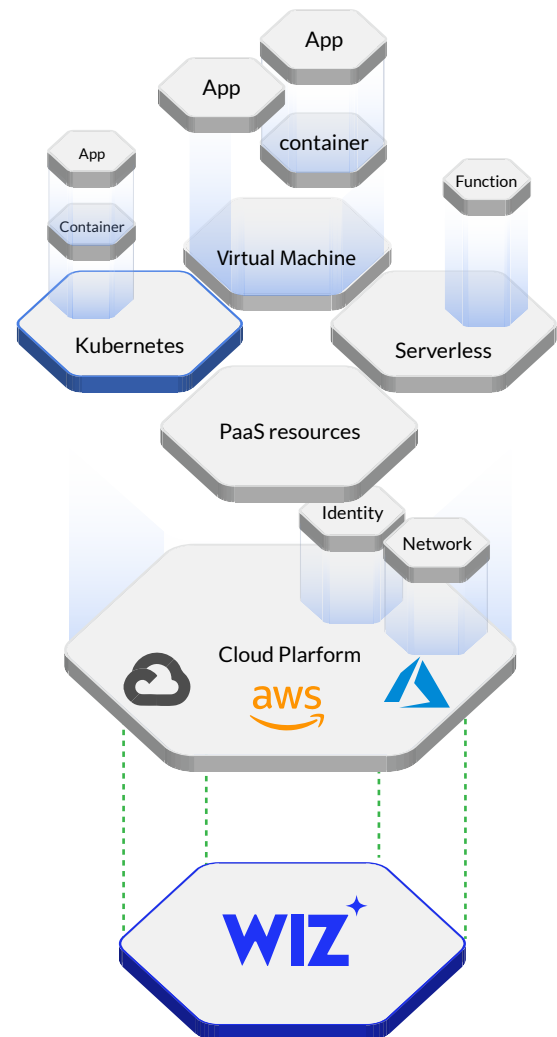 App
App
container
App
Function
Container
Virtual Machine
Kubernetes
Serverless
PaaS resources
Identity
Network
Cloud Plarform
aws
WIZ